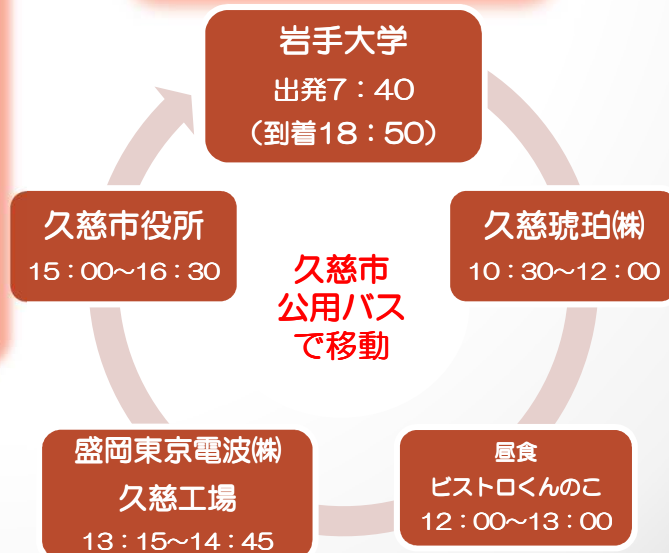 岩手大学
出発7：40
（到着18：50）
久慈琥珀㈱
10：30～12：00
昼食
ビストロくんのこ
12：00～13：00
盛岡東京電波㈱
久慈工場
13：15～14：45
久慈市役所
15：00～16：30
久慈市
公用バス
で移動